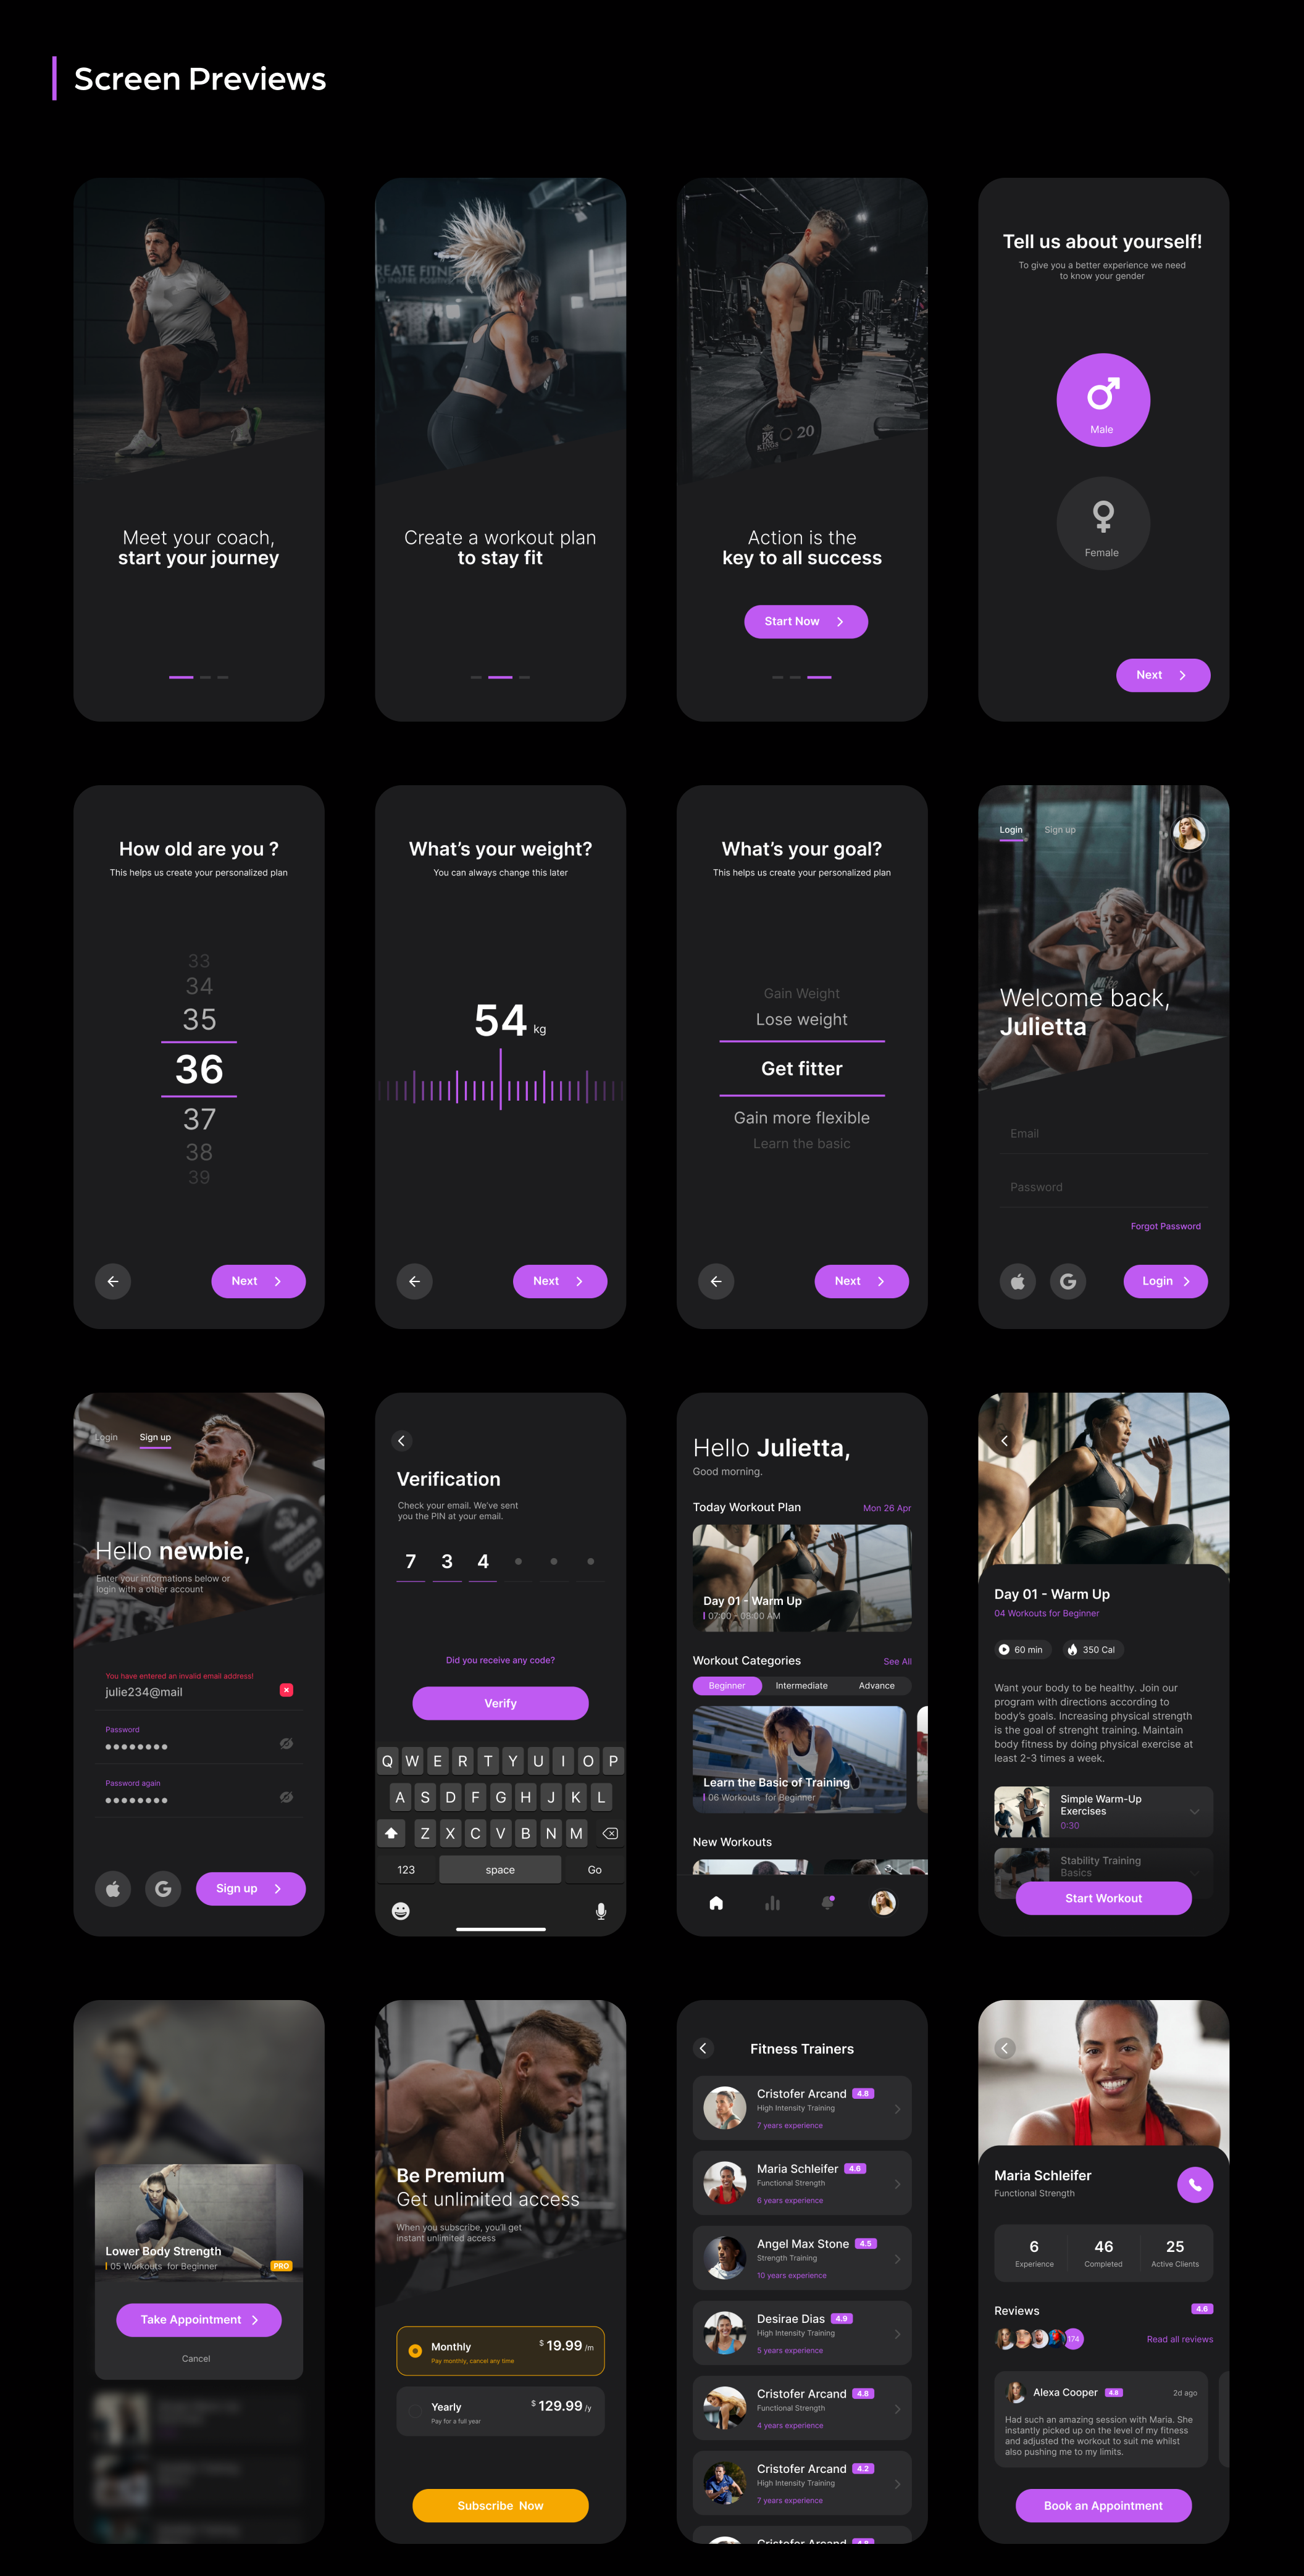 Screen Previews
Meet your coach,
start your journey
REATE FITNE
TO INSPIRE POSITIVE
Create a workout plan
to stay fit
KINGS
20
Action is the
key to all success
Start Now
Tell us about yourself!
To give you a better experience we need
to know your gender
Male
Female
Next
How old are you ?
This helps us create your personalized plan
33
34
35
36
37
38
39
Next
What's your weight?
You can always change this later
54 kg
Next
What's your goal?
This helps us create your personalized plan
Gain Weight
Lose weight
Get fitter
Gain more flexible
Learn the basic
Next
Login Sign up
Nike
Welcome back,
Julietta
Email
Password
Forgot Password
G
Login
Login Sign up
Hello newbie,
Enter your informations below or
login with a other account
You have entered an invalid email address!
julie234@mail
Password
Password again
G
Sign up
Verification
Check your email. We've sent
you the PIN at your email.
7 3 4
Did you receive any code?
Verify
Q W E R T Y U I O P
A S D F G H J K L
Z X C V B N M
123 space Go
Hello Julietta,
Good morning.
Today Workout Plan Mon 26 Apr
Day 01 - Warm Up
07:00 - 08:00 AM
Workout Categories See All
Beginner Intermediate Advance
Learn the Basic of Training
06 Workouts for Beginner
New Workouts
Day 01 - Warm Up
04 Workouts for Beginner
60 min 350 Cal
Want your body to be healthy. Join our
program with directions according to
body's goals. Increasing physical strength
is the goal of strenght training. Maintain
body fitness by doing physical exercise at
least 2-3 times a week.
Simple Warm-Up
Exercises
0:30
Stability Training
Basics
Start Workout
Lower Body Strength
05 Workouts for Beginner PRO
Take Appointment
Cancel
Be Premium
Get unlimited access
When you subscribe, you'll get
instant unlimited access
Monthly $ 19.99 /m
Pay monthly, cancel any time
Yearly $ 129.99 /y
Pay for a full year
Subscribe Now
Fitness Trainers
Cristofer Arcand 4.8
High Intensity Training
7 years experience
Maria Schleifer 4.6
Functional Strength
6 years experience
Angel Max Stone 4.5
Strength Training
10 years experience
Desirae Dias 4.9
High Intensity Training
5 years experience
Cristofer Arcand 4.8
Functional Strength
4 years experience
Cristofer Arcand 4.2
High Intensity Training
7 years experience
Cristofer Arcand 4.8
Maria Schleifer
Functional Strength
6 46 25
Experience Completed Active Clients
Reviews 4.6
174 Read all reviews
Alexa Cooper 4.8 2d ago
Had such an amazing session with Maria. She
instantly picked up on the level of my fitness
and adjusted the workout to suit me whilst
also pushing me to my limits.
Book an Appointment